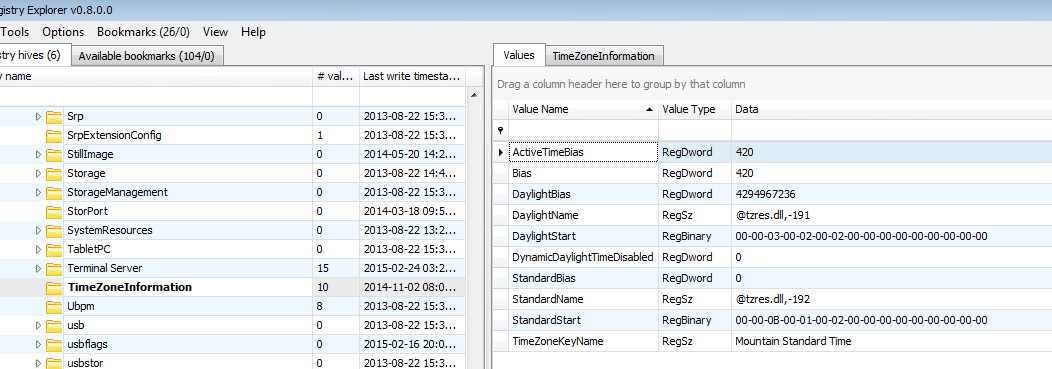 gistry Explorer v0.8.0.0
Tools Options Bookmarks (26/0) View Help
stry hives (6) Available bookmarks (104/0)
y name # val... Last write timesta...
Srp 0 2013-08-22 15:3...
SrpExtensionConfig 1 2013-08-22 15:3...
StillImage 0 2014-05-20 14:2...
Storage 0 2013-08-22 14:4...
StorageManagement 0 2013-08-22 15:3...
StorPort 0 2014-03-18 09:5...
SystemResources 0 2013-08-22 13:2...
TabletPC 0 2013-08-22 15:3...
Terminal Server 15 2015-02-24 03:2...
TimeZoneInformation 10 2014-11-02 08:0...
Ubpm 8 2013-08-22 15:3...
usb 0 2013-08-22 15:3...
usbflags 0 2015-02-16 20:0...
usbstor 0 2013-08-22 15:3...
Values TimeZoneInformation
Drag a column header here to group by that column
Value Name Value Type Data
ActiveTimeBias RegDword 420
Bias RegDword 420
DaylightBias RegDword 4294967236
DaylightName RegSz @tzres.dll,-191
DaylightStart RegBinary 00-00-03-00-02-00-02-00-00-00-00-00-00-00-00-00
DynamicDaylightTimeDisabled RegDword 0
StandardBias RegDword 0
StandardName RegSz @tzres.dll,-192
StandardStart RegBinary 00-00-0B-00-01-00-02-00-00-00-00-00-00-00-00-00
TimeZoneKeyName RegSz Mountain Standard Time